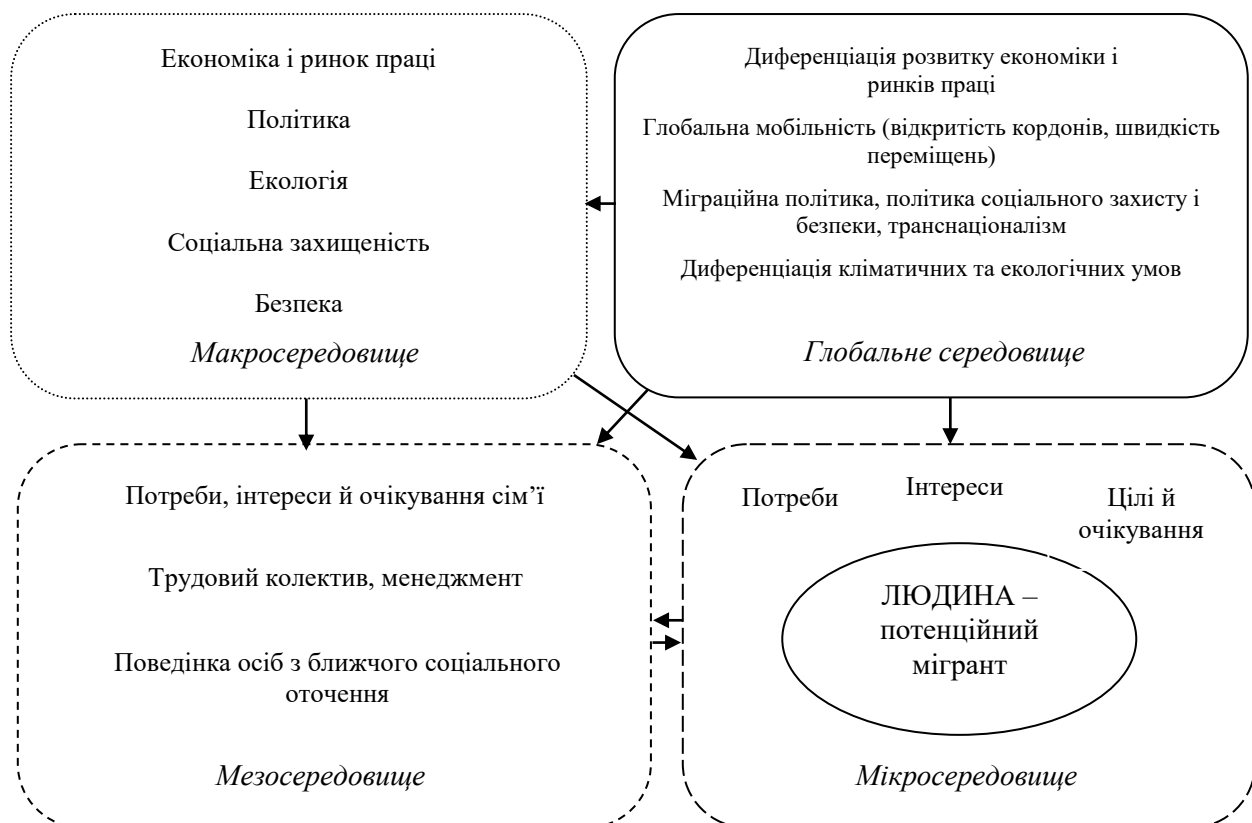 Економіка і ринок праці
Політика
Екологія
Соціальна захищеність
Безпека
Макросередовище
Диференціація розвитку економіки і
ринків праці
Глобальна мобільність (відкритість кордонів, швидкість
переміщень)
Міграційна політика, політика соціального захисту і
безпеки, транснаціоналізм
Диференціація кліматичних та екологічних умов
Глобальне середовище
Потреби, інтереси й очікування сім’ї
Трудовий колектив, менеджмент
Поведінка осіб з ближчого соціального
оточення
Мезосередовище
Потреби
Інтереси
Цілі й
очікування
ЛЮДИНА –
потенційний
мігрант
Мікросередовище